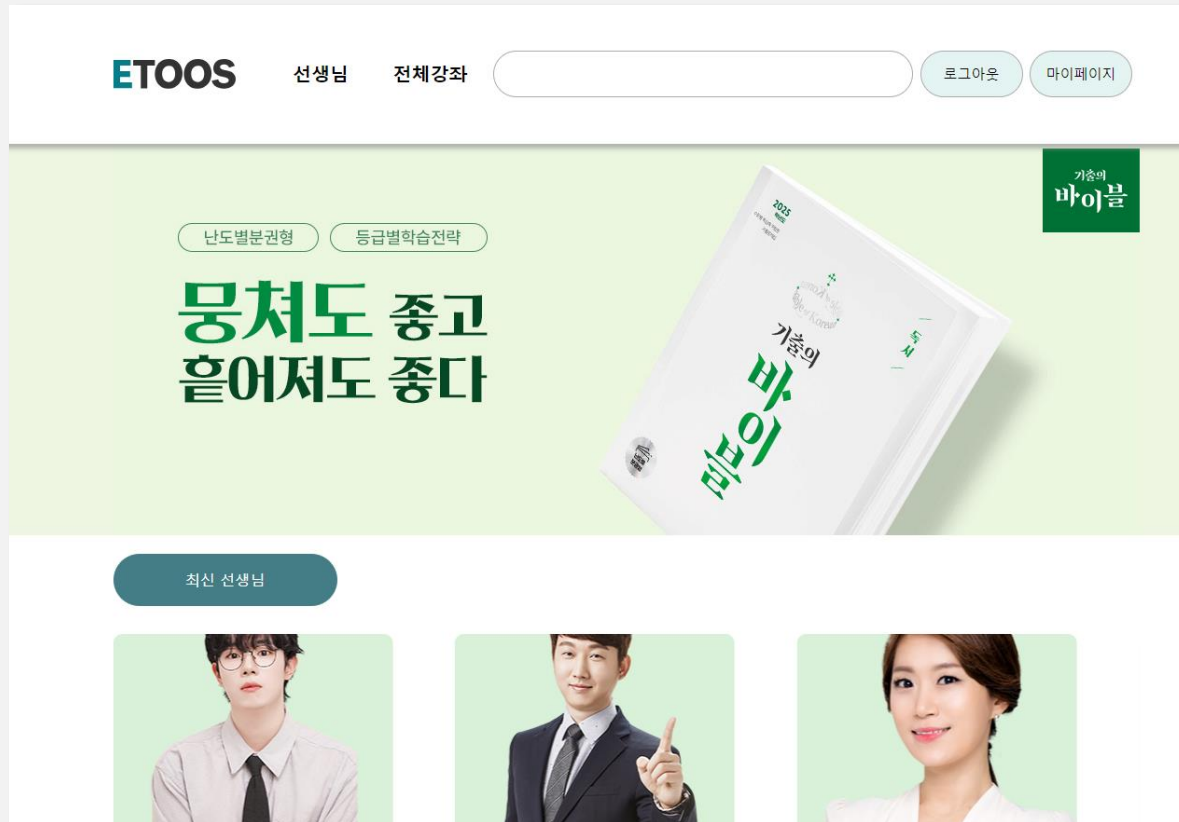 ETOOS 선생님 전체강좌 로그아웃 마이페이지
기출의
바이블
난도별분권형 등급별학습전략
뭉쳐도 좋고
흩어져도 좋다
2025
기출의
바이블
독서
최신 선생님